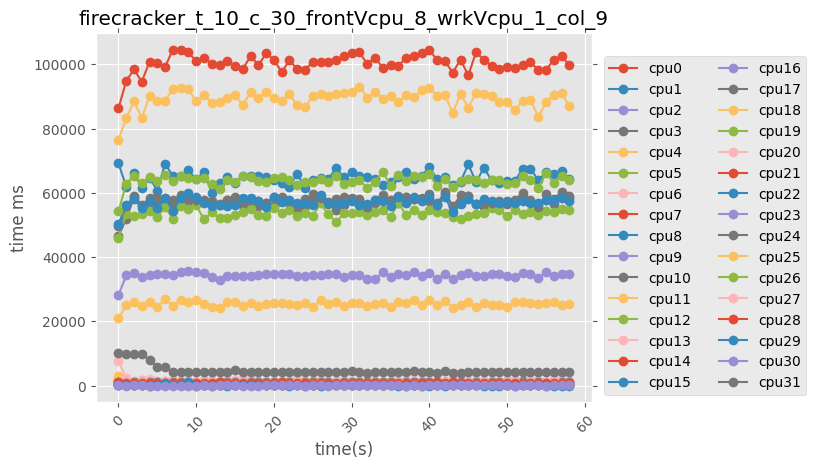 firecracker_t_10_c_30_frontVcpu_8_wrkVcpu_1_col_9
100000
80000
60000
40000
20000
0
time ms
0
10
20
30
40
50
60
time(s)
cpu0
cpu1
cpu2
cpu3
cpu4
cpu5
cpu6
cpu7
cpu8
cpu9
cpu10
cpu11
cpu12
cpu13
cpu14
cpu15
cpu16
cpu17
cpu18
cpu19
cpu20
cpu21
cpu22
cpu23
cpu24
cpu25
cpu26
cpu27
cpu28
cpu29
cpu30
cpu31